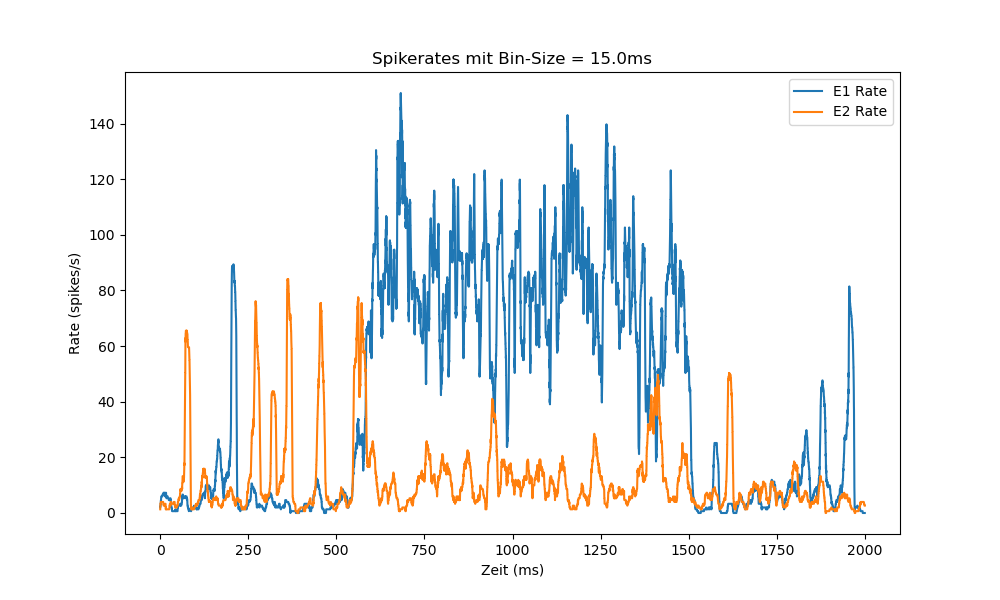 Spikerates mit Bin-Size = 15.0ms
E1 Rate
E2 Rate
Rate (spikes/s)
140
120
100
80
60
40
20
0
0 250 500 750 1000 1250 1500 1750 2000
Zeit (ms)